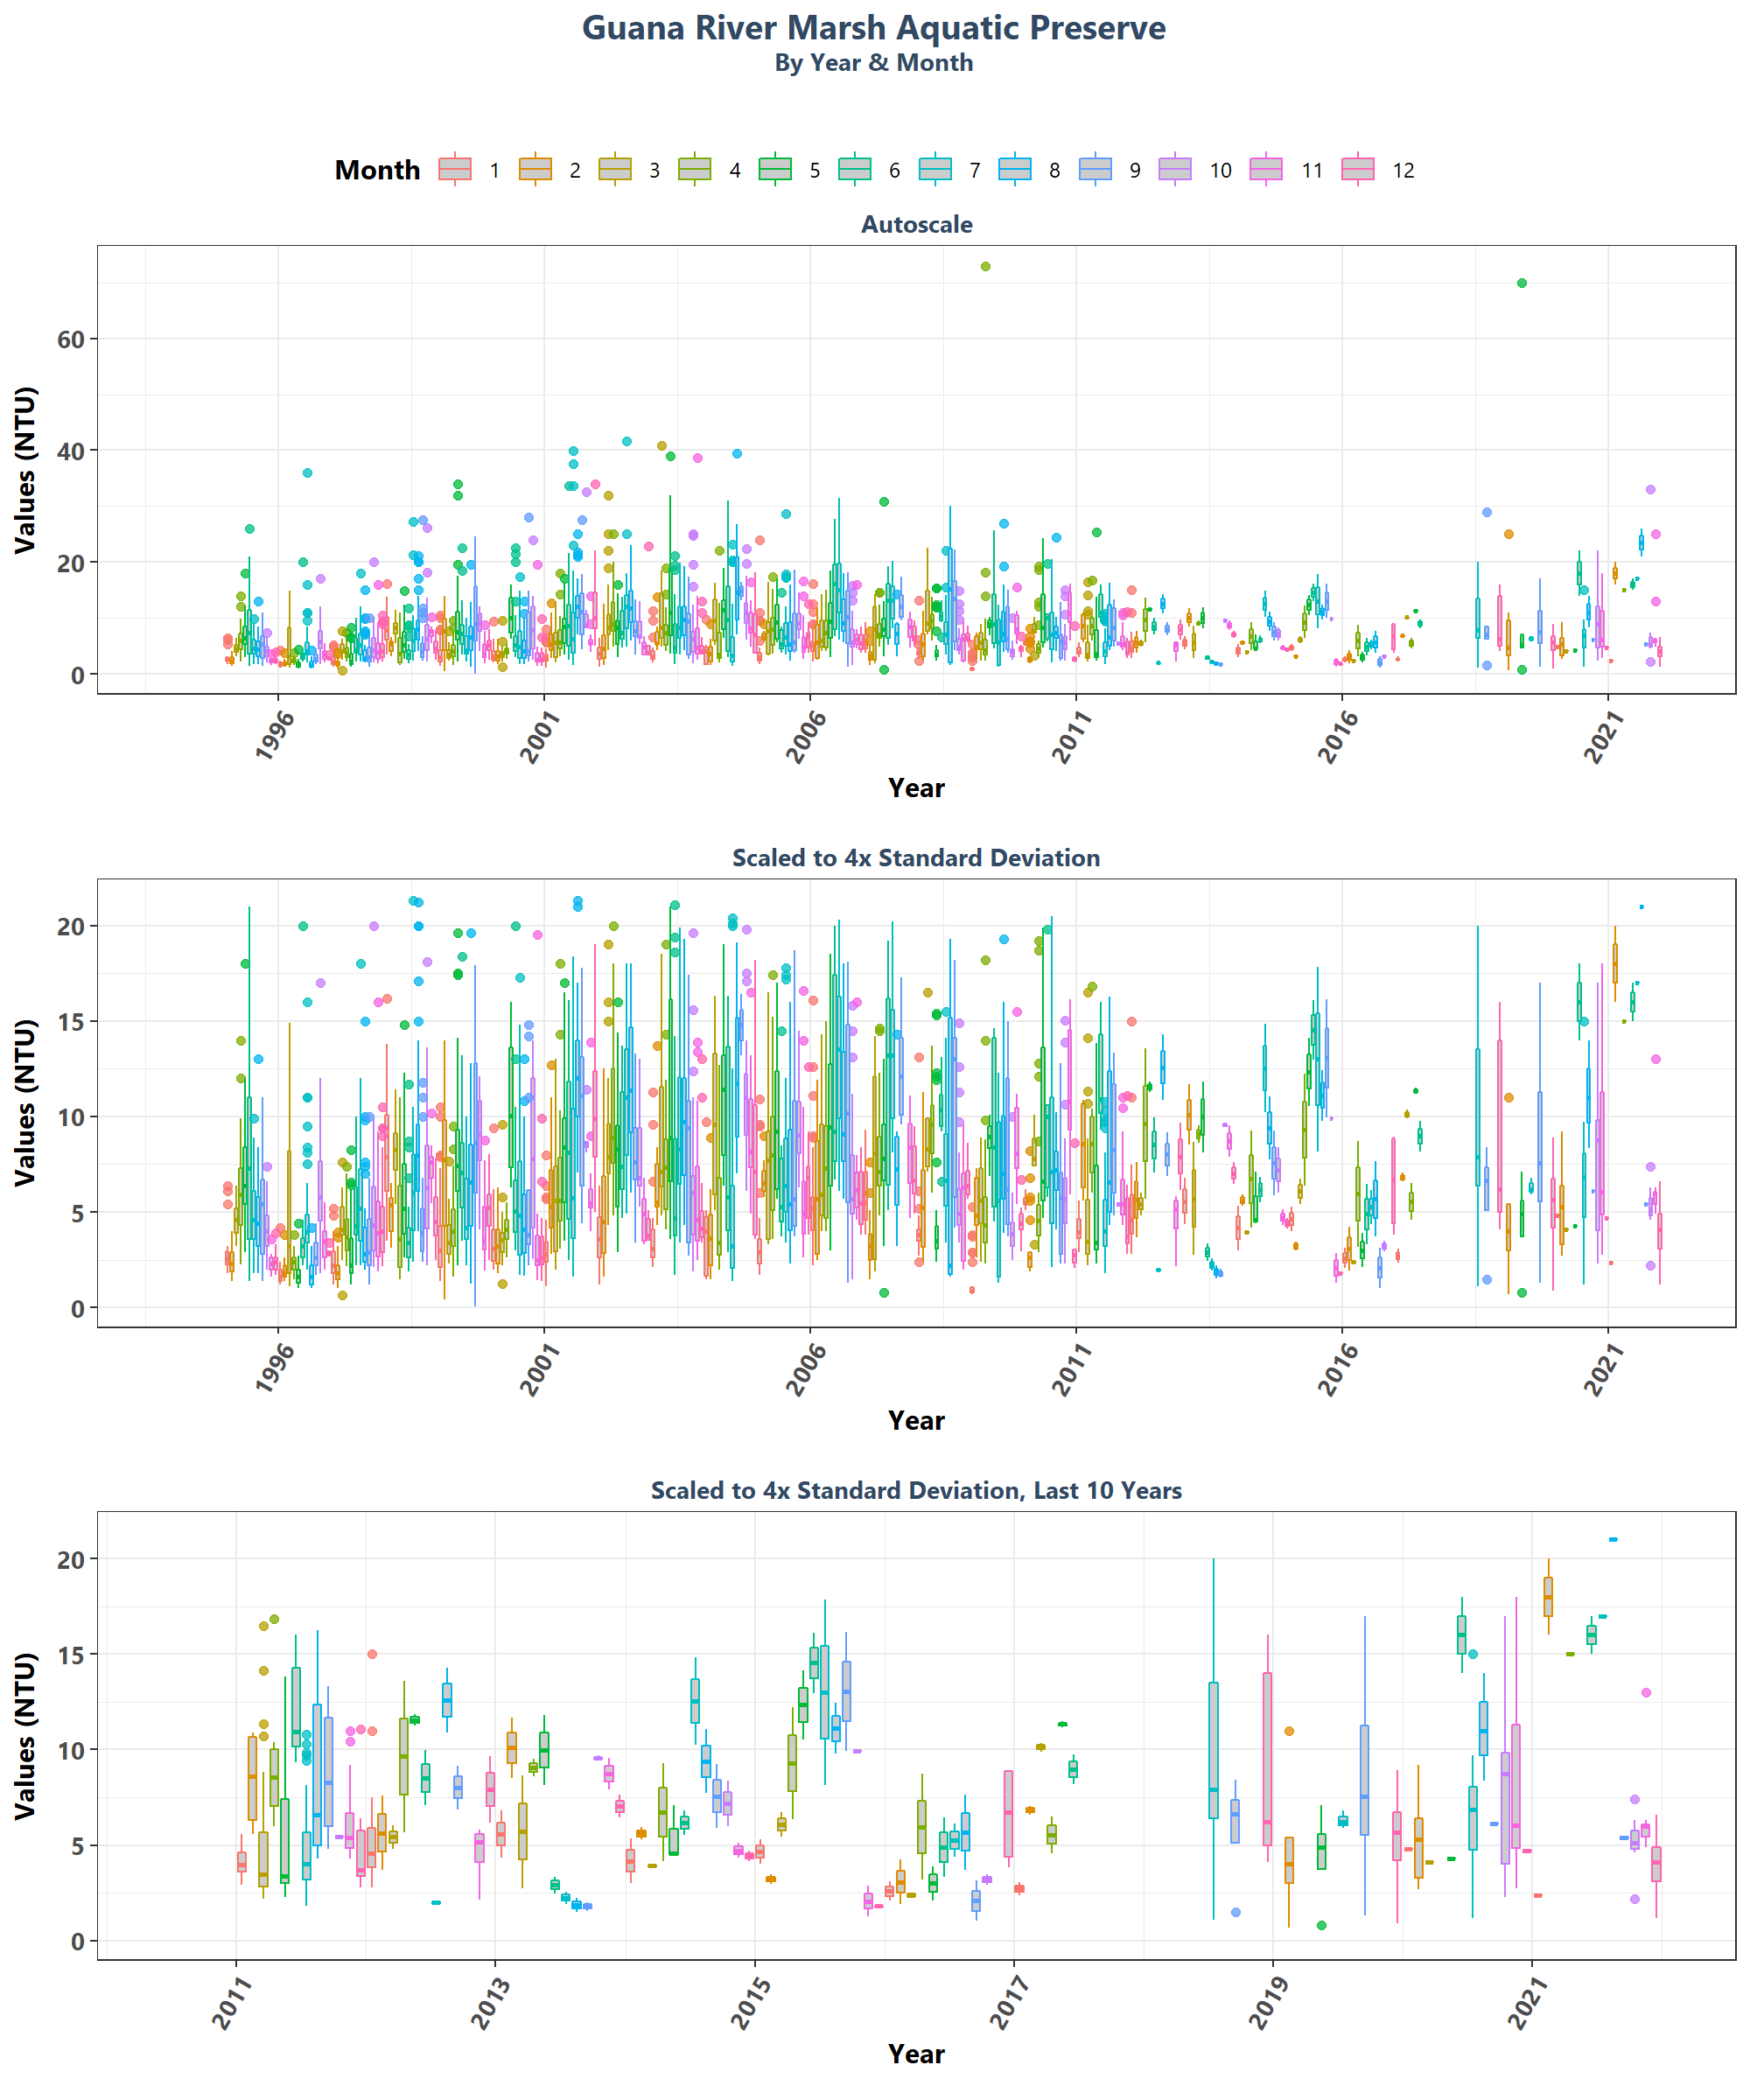 Guana River Marsh Aquatic Preserve
By Year & Month
Month 1 2 3 4 5 6 7 8 9 10 11 12
Autoscale
Values (NTU)
60
40
20
0
1996 2001 2006 2011 2016 2021
Year
Scaled to 4x Standard Deviation
Values (NTU)
20
15
10
5
0
1996 2001 2006 2011 2016 2021
Year
Scaled to 4x Standard Deviation, Last 10 Years
Values (NTU)
20
15
10
5
0
2011 2013 2015 2017 2019 2021
Year